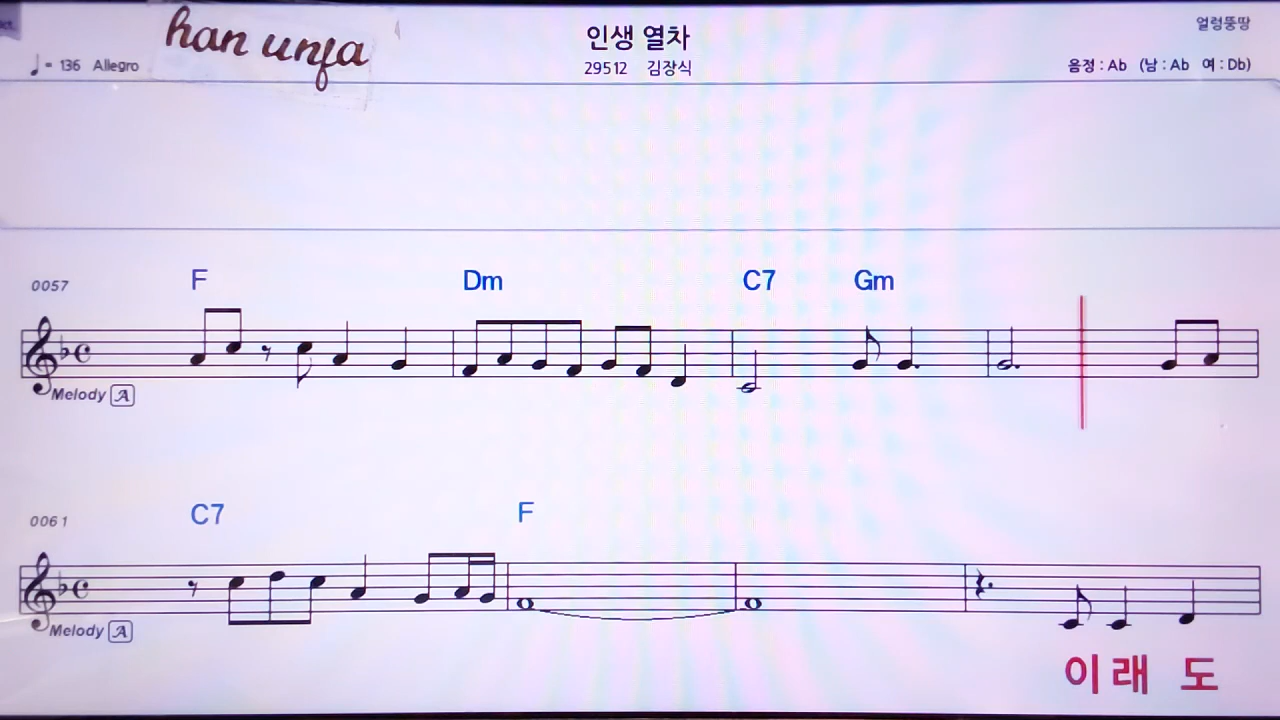 han unfa
인생 열차
얼렁뚱땅
♩= 136 Allegro
29512 김장식
음정 : Ab (남 : Ab 여 : Db)
0057
F Dm C7 Gm
Melody A
0061
C7 F
Melody A
이래 도